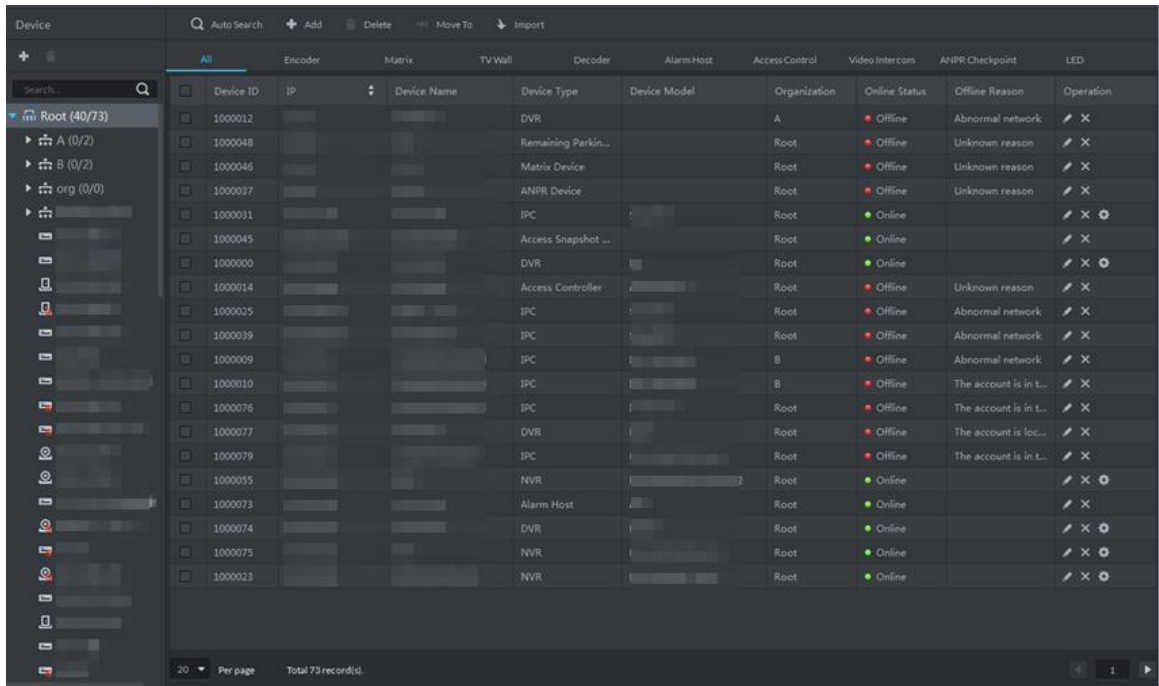 Device
Auto Search Add Delete Move To Import
All Encoder Matrix TV Wall Decoder Alarm Host Access Control Video Intercom ANPR Checkpoint LED
Search...
Device ID IP Device Name Device Type Device Model Organization Online Status Offline Reason Operation
Root (40/73)
A (0/2)
B (0/2)
org (0/0)
1000012 DVR A Offline Abnormal network
1000048 Remaining Parkin... Root Offline Unknown reason
1000046 Matrix Device Root Offline Unknown reason
1000037 ANPR Device Root Offline Unknown reason
1000031 IPC Root Online
1000045 Access Snapshot ... Root Online
1000000 DVR Root Online
1000014 Access Controller Root Offline Unknown reason
1000025 IPC Root Offline Abnormal network
1000039 IPC Root Offline Abnormal network
1000009 IPC B Offline Abnormal network
1000010 IPC B Offline The account is in t...
1000076 IPC Root Offline The account is in t...
1000077 DVR Root Offline The account is loc...
1000079 IPC Root Offline The account is in t...
1000055 NVR Root Online
1000073 Alarm Host Root Online
1000074 DVR Root Online
1000075 NVR Root Online
1000023 NVR Root Online
20 Per page Total 73 record(s). 1